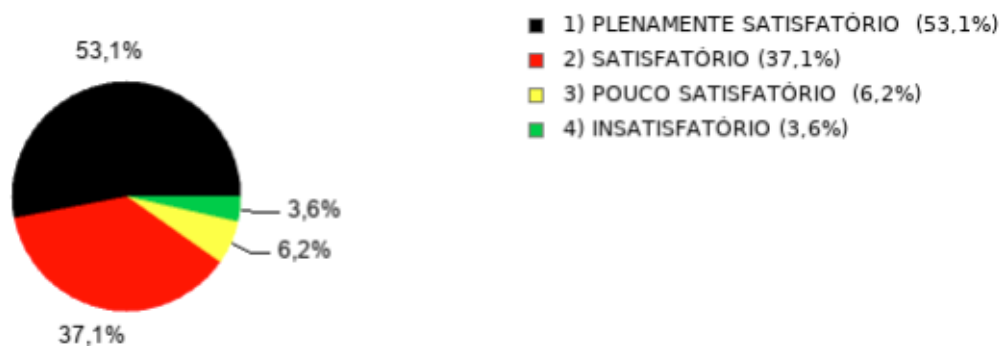 53,1%
1) PLENAMENTE SATISFATÓRIO (53,1%)
2) SATISFATÓRIO (37,1%)
3) POUCO SATISFATÓRIO (6,2%)
4) INSATISFATÓRIO (3,6%)
3,6%
6,2%
37,1%